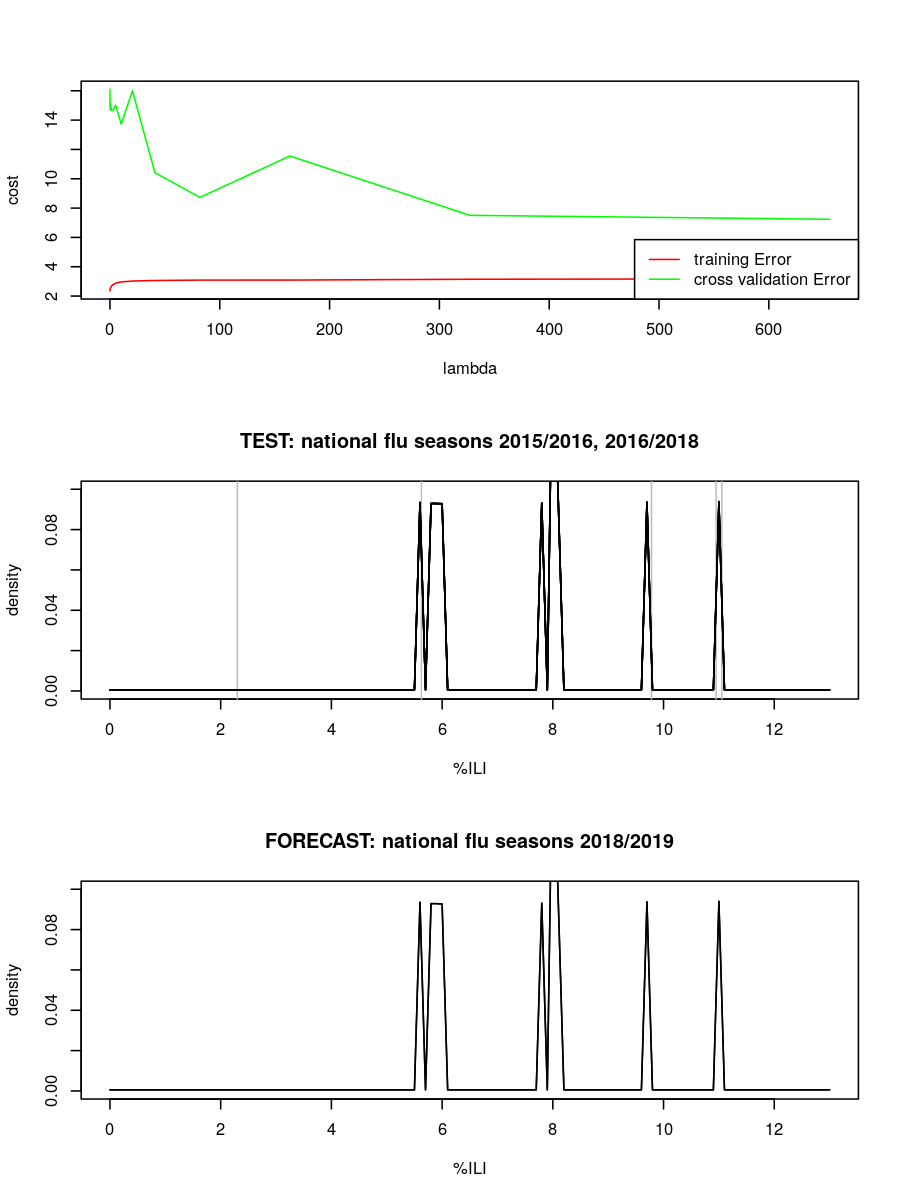 cost
14
10
8
6
4
2
training Error
cross validation Error
0 100 200 300 400 500 600
lambda
TEST: national flu seasons 2015/2016, 2016/2018
density
0.08
0.04
0.00
0 2 4 6 8 10 12
%ILI
FORECAST: national flu seasons 2018/2019
density
0.08
0.04
0.00
0 2 4 6 8 10 12
%ILI